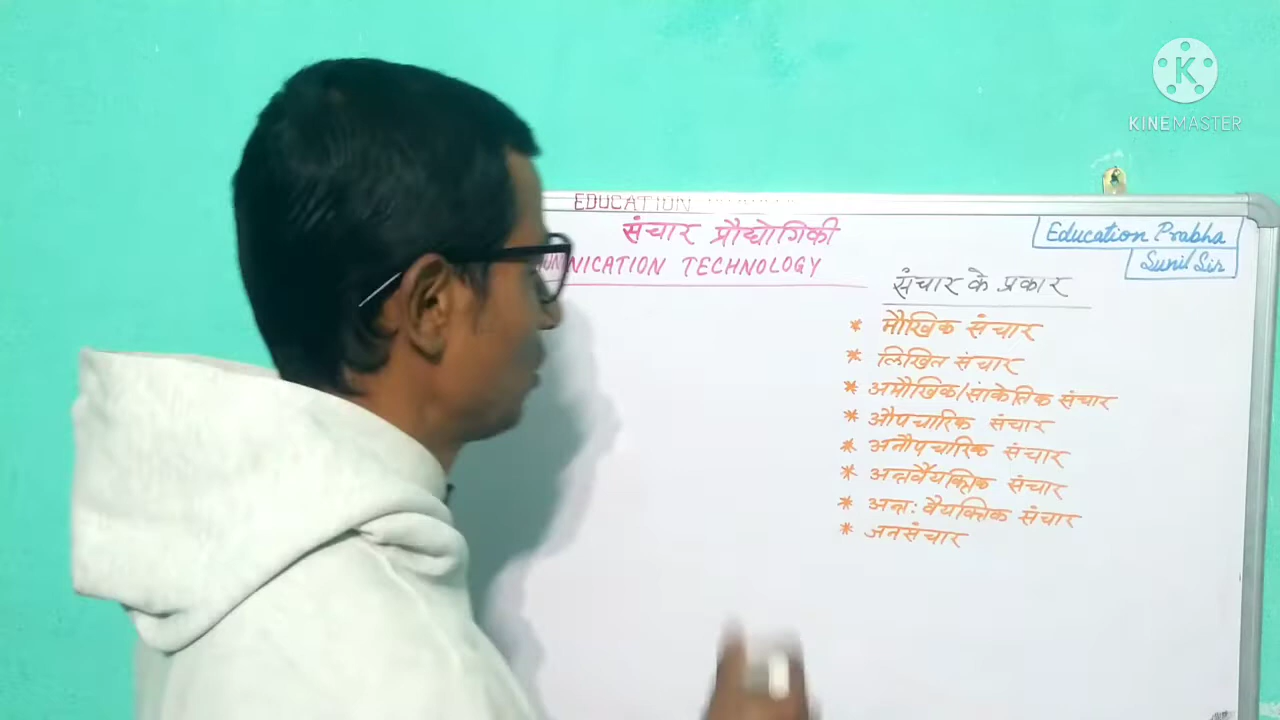 KINEMASTER
EDUCATION
संचार प्रौद्योगिकी
NICATION TECHNOLOGY
Education Prabha
Sunil Sir
संचार के प्रकार
* मौखिक संचार
* लिखित संचार
* अमौखिक/सांकेतिक संचार
* औपचारिक संचार
* अनौपचारिक संचार
* अन्तर्वैयक्तिक संचार
* अन्तः वैयक्तिक संचार
* जनसंचार